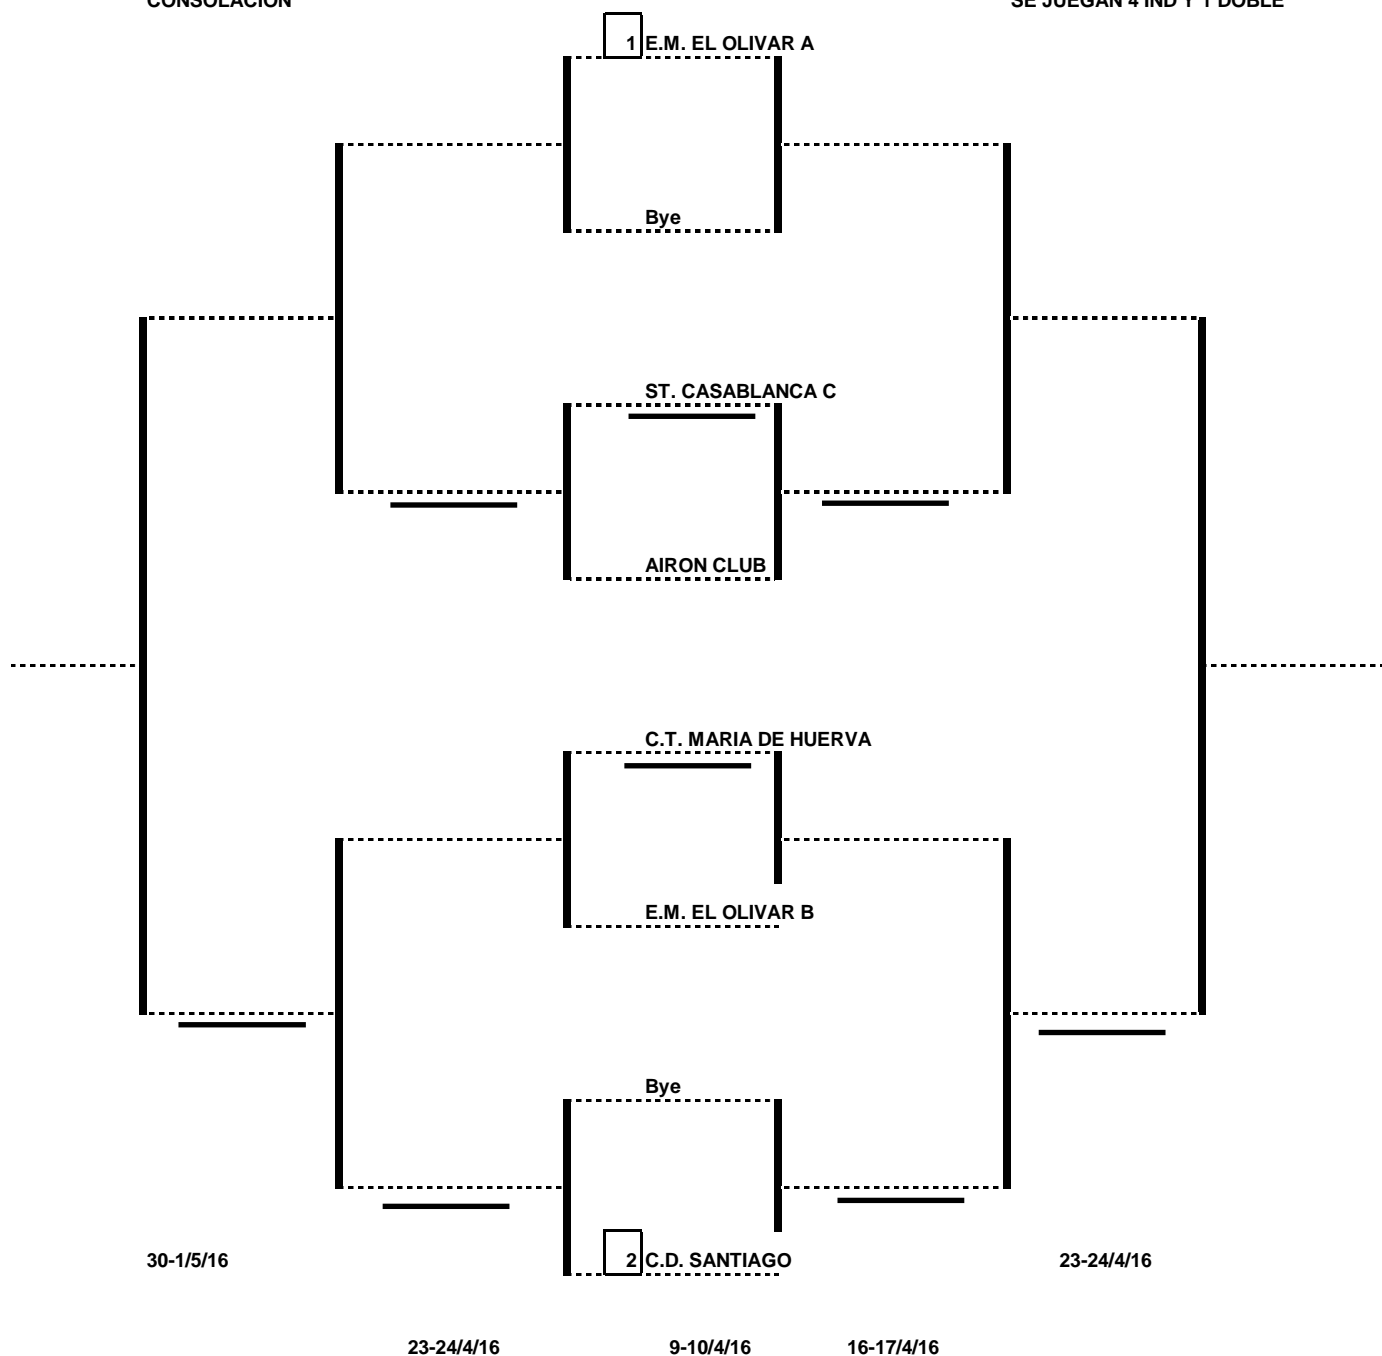 CONSOLACION
SE JUEGAN 4 IND Y 1 DOBLE
1 E.M. EL OLIVAR A
Bye
ST. CASABLANCA C
AIRON CLUB
C.T. MARIA DE HUERVA
E.M. EL OLIVAR B
Bye
2 C.D. SANTIAGO
30-1/5/16
23-24/4/16
23-24/4/16
9-10/4/16
16-17/4/16